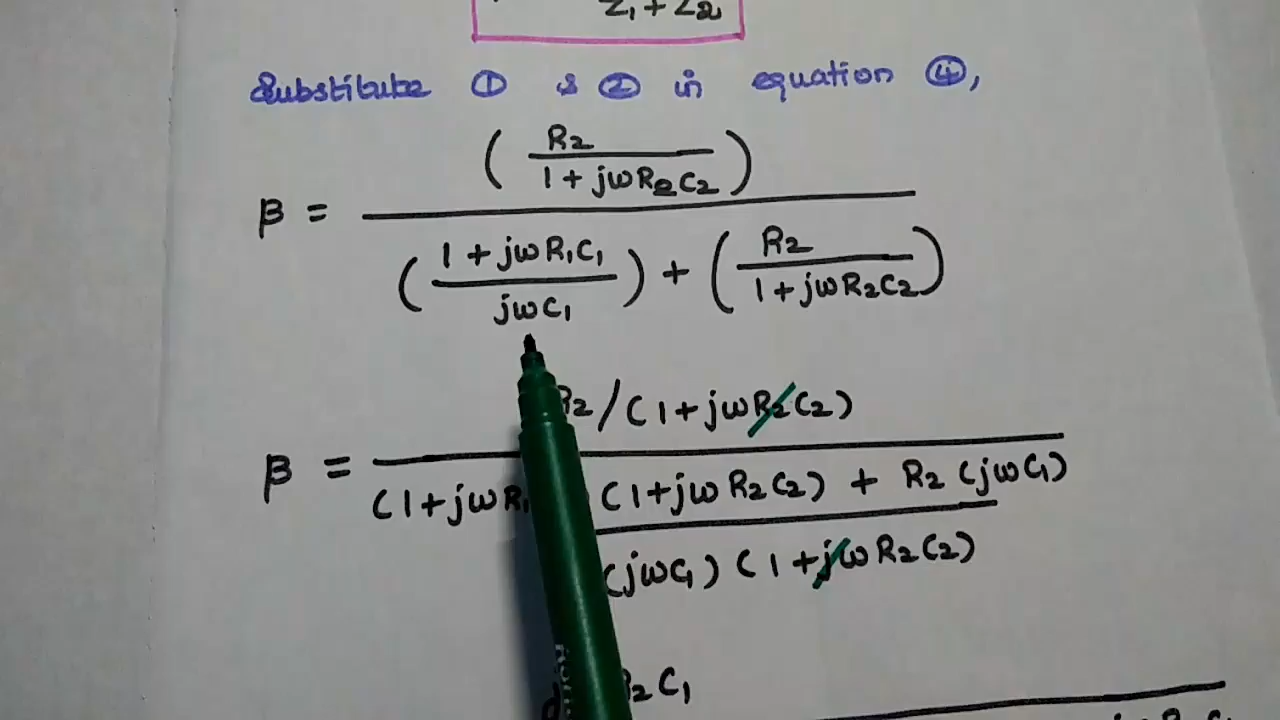 Z₁ + Z₂
Substitute ① & ② in equation ④,
β = (R₂ / (1 + jωR₂C₂)) / (((1 + jωR₁C₁) / jωC₁) + (R₂ / (1 + jωR₂C₂)))
β = R₂/(1 + jωR₂C₂)
(1 + jωR₁ (1 + jωR₂C₂) + R₂ (jωC₁)
(jωC₁) (1 + jωR₂C₂)
R₂C₁